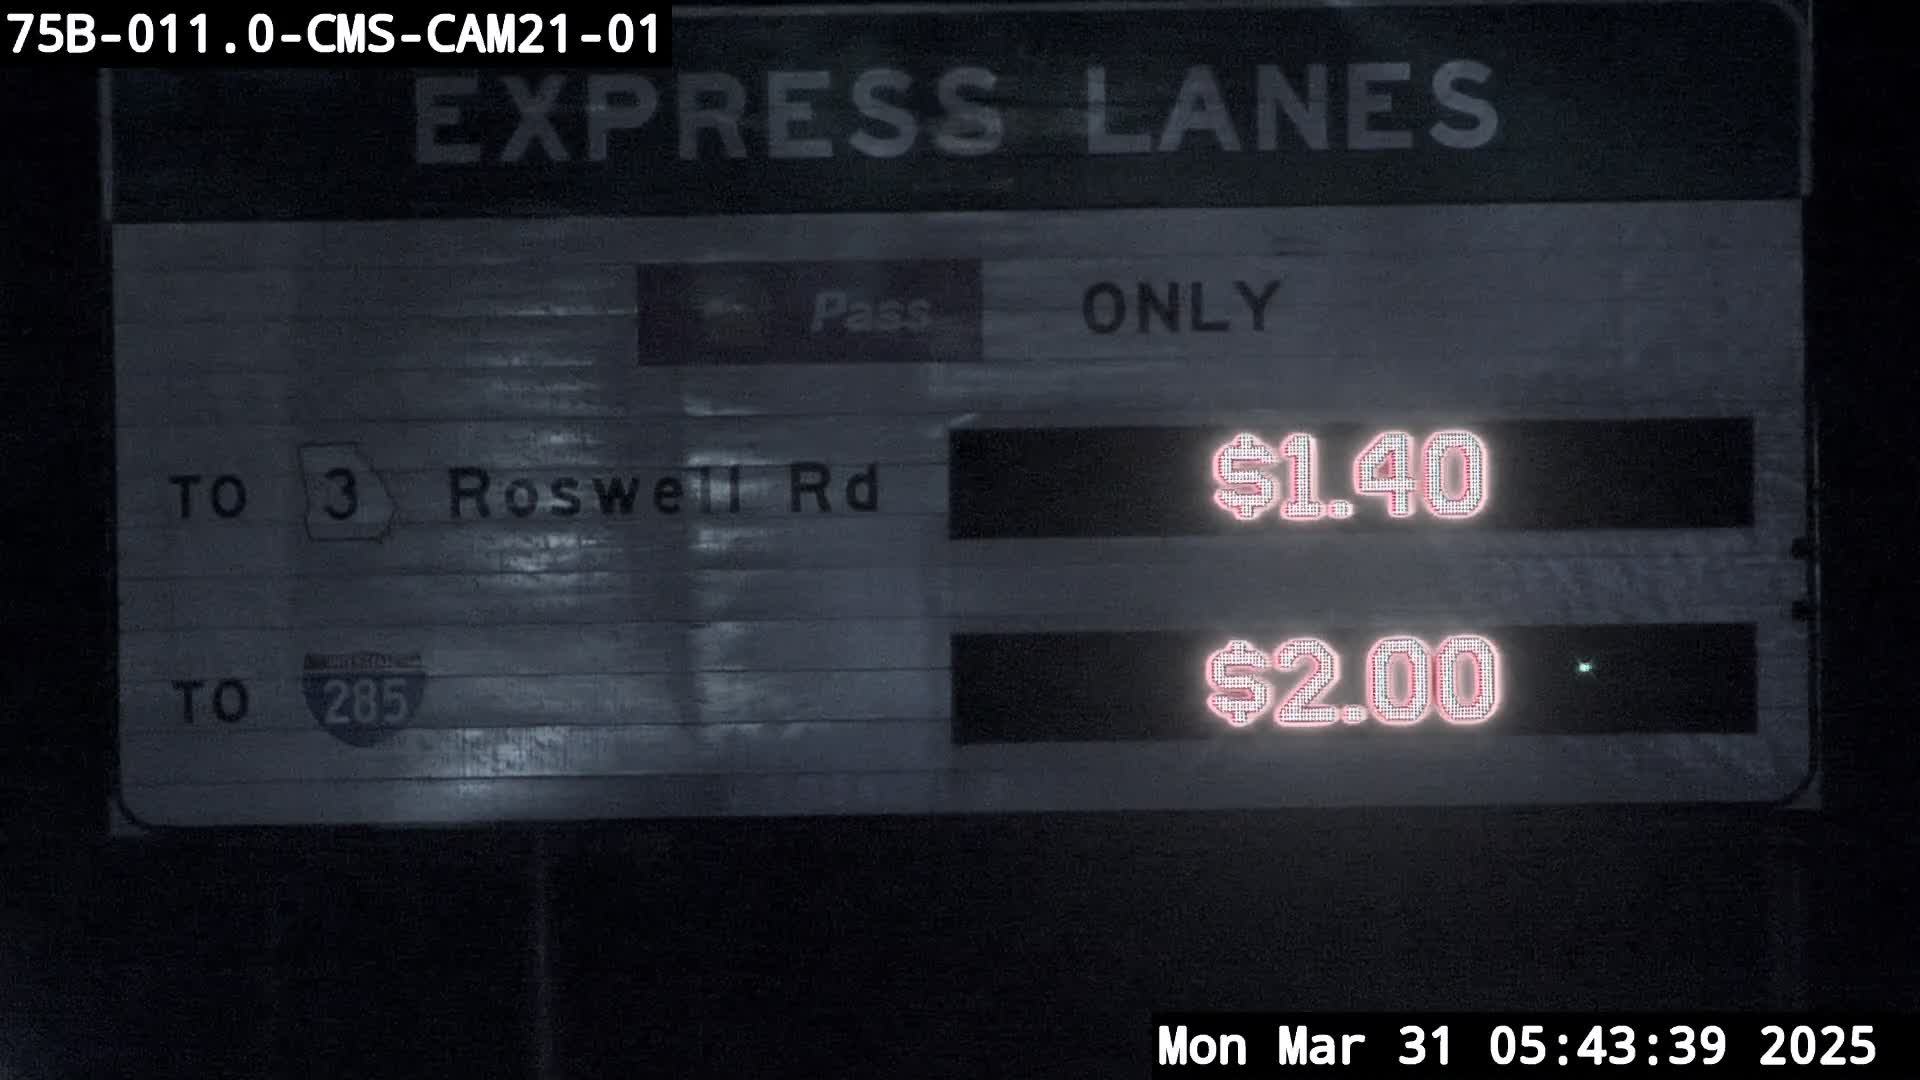 75B-011.0-CMS-CAM21-01
EXPRESS LANES
Pass ONLY
TO 3 Roswell Rd $1.40
INTERSTATE
TO 285 $2.00
Mon Mar 31 05:43:39 2025